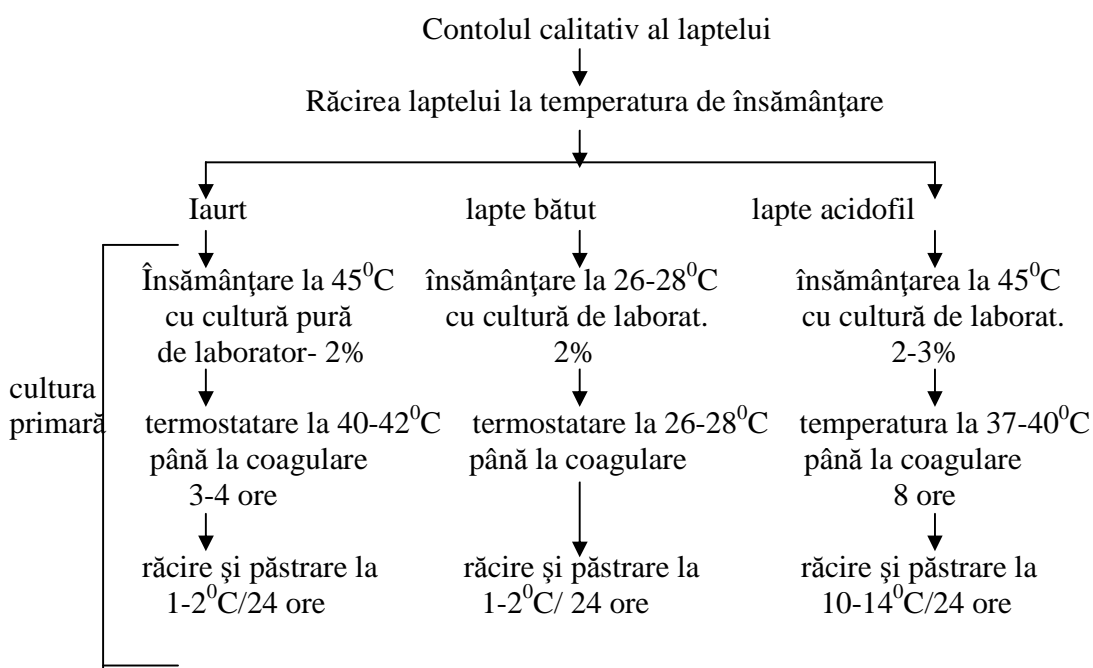 Contolul calitativ al laptelui
Răcirea laptelui la temperatura de însămânţare
Iaurt
lapte bătut
lapte acidofil
Însămânţare la 45⁰C
cu cultură pură
de laborator- 2%
însămânţare la 26-28⁰C
cu cultură de laborat.
2%
însămânţarea la 45⁰C
cu cultură de laborat.
2-3%
cultura
primară
termostatare la 40-42⁰C
până la coagulare
3-4 ore
termostatare la 26-28⁰C
până la coagulare
temperatura la 37-40⁰C
până la coagulare
8 ore
răcire şi păstrare la
1-2⁰C/24 ore
răcire şi păstrare la
1-2⁰C/ 24 ore
răcire şi păstrare la
10-14⁰C/24 ore